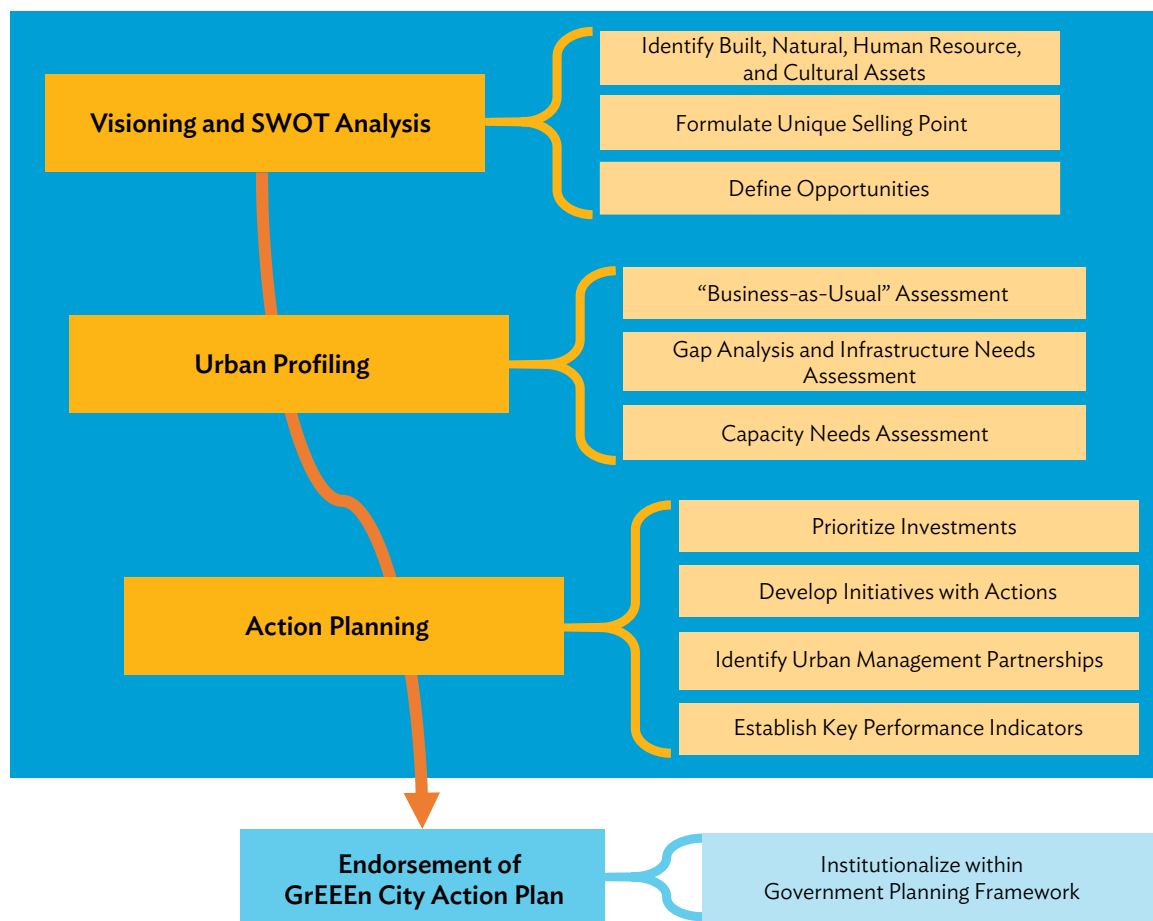 Visioning and SWOT Analysis
Identify Built, Natural, Human Resource,
and Cultural Assets
Formulate Unique Selling Point
Define Opportunities
Urban Profiling
“Business-as-Usual” Assessment
Gap Analysis and Infrastructure Needs
Assessment
Capacity Needs Assessment
Action Planning
Prioritize Investments
Develop Initiatives with Actions
Identify Urban Management Partnerships
Establish Key Performance Indicators
Endorsement of
GrEEEn City Action Plan
Institutionalize within
Government Planning Framework